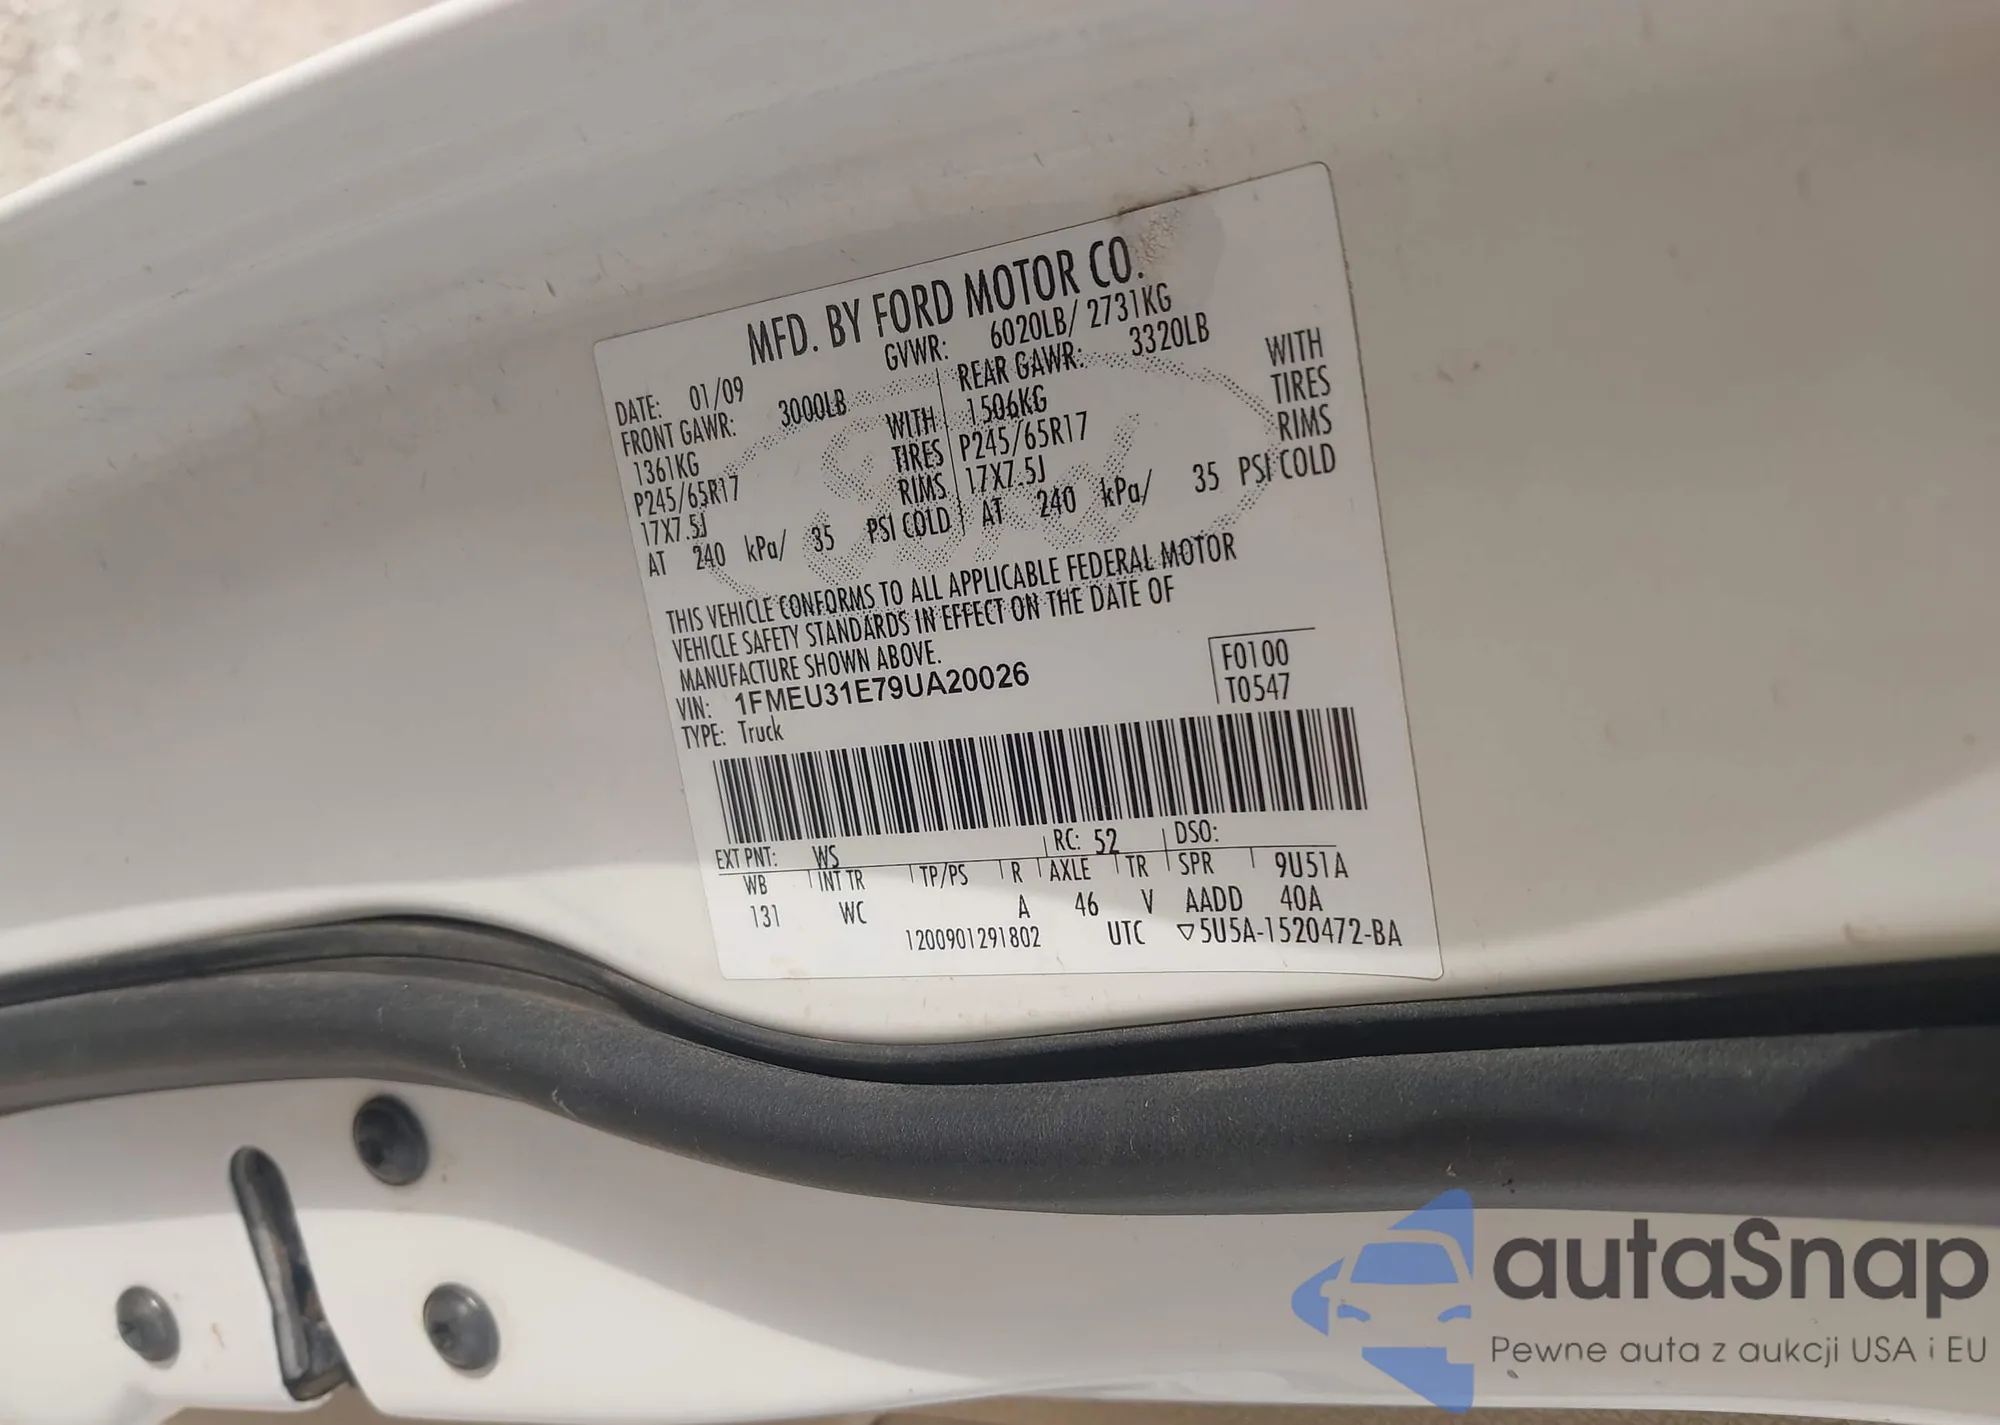 MFD. BY FORD MOTOR CO.
DATE: 01/09 GVWR: 6020LB/ 2731KG
FRONT GAWR: 3000LB REAR GAWR: 3320LB
1361KG WITH 1506KG WITH
P245/65R17 TIRES P245/65R17 TIRES
17X7.5J RIMS 17X7.5J RIMS
AT 240 kPa/ 35 PSI COLD AT 240 kPa/ 35 PSI COLD
THIS VEHICLE CONFORMS TO ALL APPLICABLE FEDERAL MOTOR
VEHICLE SAFETY STANDARDS IN EFFECT ON THE DATE OF
MANUFACTURE SHOWN ABOVE.
VIN: 1FMEU31E79UA20026 F0100
TYPE: Truck T0547
EXT PNT: WS RC: 52 DSO:
WB INT TR TP/PS R AXLE TR SPR 9U51A
131 WC A 46 V AADD 40A
1200901291802 UTC ▽5U5A-1520472-BA
Ford
autaSnap
Pewne auta z aukcji USA i EU